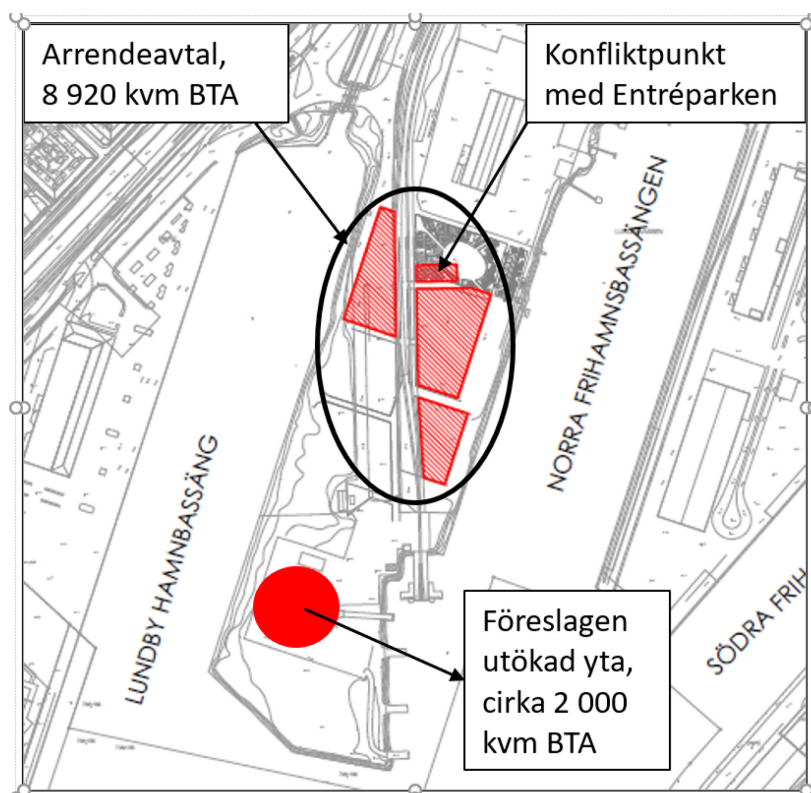 Arrendeavtal,
8 920 kvm BTA
Konfliktpunkt
med Entréparken
NORRA FRIHAMNSBASSÄNGEN
LUNDBY HAMNBASSÄNG
SÖDRA FRIH
Föreslagen
utökad yta,
cirka 2 000
kvm BTA